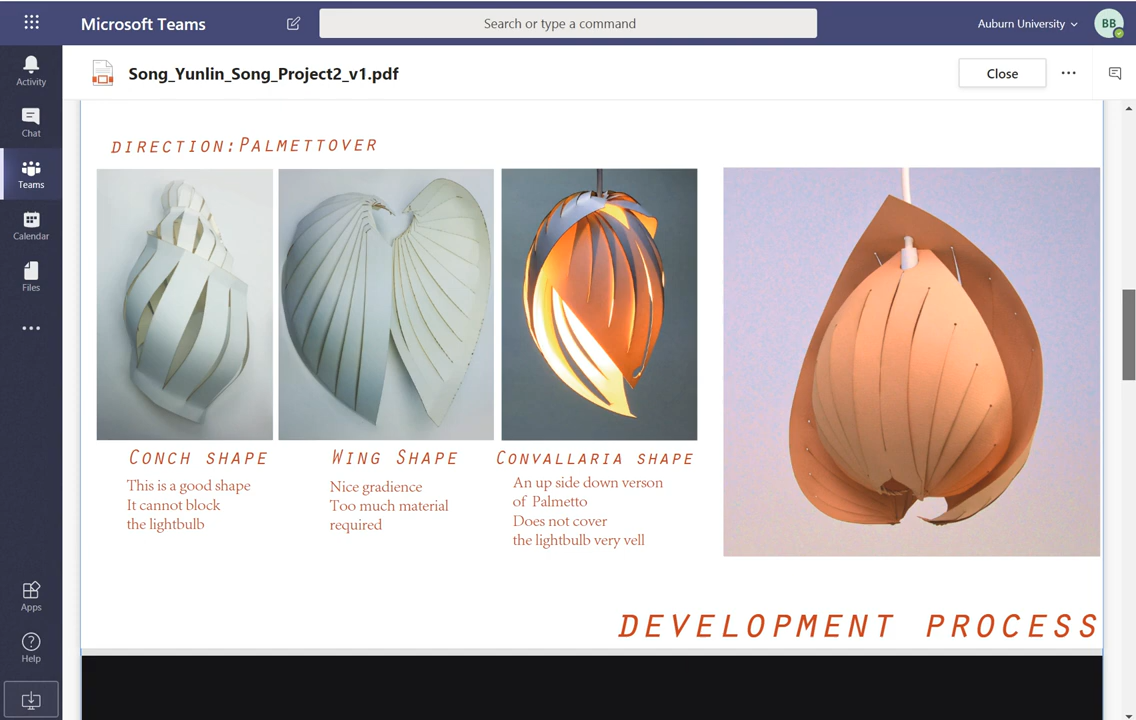 Microsoft Teams
Search or type a command
Auburn University
BB
Activity
Chat
Teams
Calendar
Files
Apps
Help
Song_Yunlin_Song_Project2_v1.pdf
Close
DIRECTION:PALMETTOVER
CONCH SHAPE
This is a good shape
It cannot block
the lightbulb
WING SHAPE
Nice gradience
Too much material
required
CONVALLARIA SHAPE
An up side down verson
of Palmetto
Does not cover
the lightbulb very vell
DEVELOPMENT PROCESS